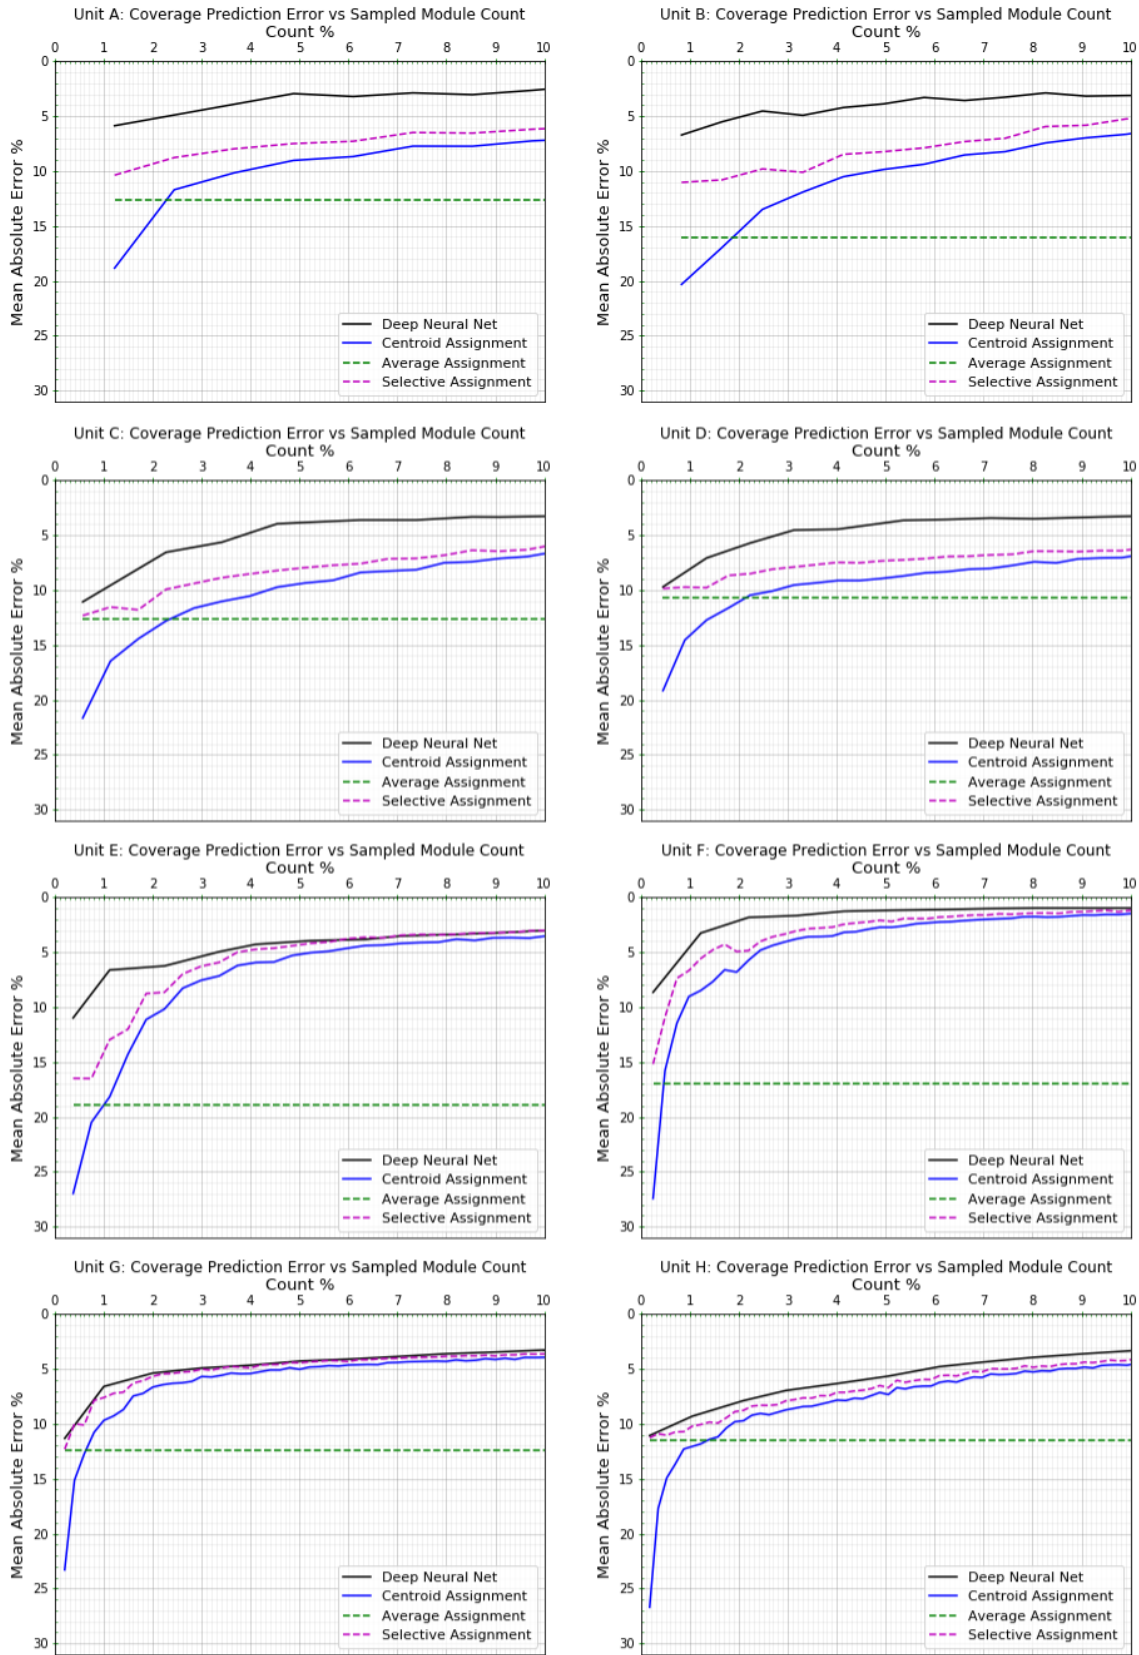 Unit A: Coverage Prediction Error vs Sampled Module Count
Count %
0 1 2 3 4 5 6 7 8 9 10
0
5
10
15
20
25
30
Mean Absolute Error %
Deep Neural Net
Centroid Assignment
Average Assignment
Selective Assignment
Unit B: Coverage Prediction Error vs Sampled Module Count
Count %
0 1 2 3 4 5 6 7 8 9 10
0
5
10
15
20
25
30
Mean Absolute Error %
Deep Neural Net
Centroid Assignment
Average Assignment
Selective Assignment
Unit C: Coverage Prediction Error vs Sampled Module Count
Count %
0 1 2 3 4 5 6 7 8 9 10
0
5
10
15
20
25
30
Mean Absolute Error %
Deep Neural Net
Centroid Assignment
Average Assignment
Selective Assignment
Unit D: Coverage Prediction Error vs Sampled Module Count
Count %
0 1 2 3 4 5 6 7 8 9 10
0
5
10
15
20
25
30
Mean Absolute Error %
Deep Neural Net
Centroid Assignment
Average Assignment
Selective Assignment
Unit E: Coverage Prediction Error vs Sampled Module Count
Count %
0 1 2 3 4 5 6 7 8 9 10
0
5
10
15
20
25
30
Mean Absolute Error %
Deep Neural Net
Centroid Assignment
Average Assignment
Selective Assignment
Unit F: Coverage Prediction Error vs Sampled Module Count
Count %
0 1 2 3 4 5 6 7 8 9 10
0
5
10
15
20
25
30
Mean Absolute Error %
Deep Neural Net
Centroid Assignment
Average Assignment
Selective Assignment
Unit G: Coverage Prediction Error vs Sampled Module Count
Count %
0 1 2 3 4 5 6 7 8 9 10
0
5
10
15
20
25
30
Mean Absolute Error %
Deep Neural Net
Centroid Assignment
Average Assignment
Selective Assignment
Unit H: Coverage Prediction Error vs Sampled Module Count
Count %
0 1 2 3 4 5 6 7 8 9 10
0
5
10
15
20
25
30
Mean Absolute Error %
Deep Neural Net
Centroid Assignment
Average Assignment
Selective Assignment